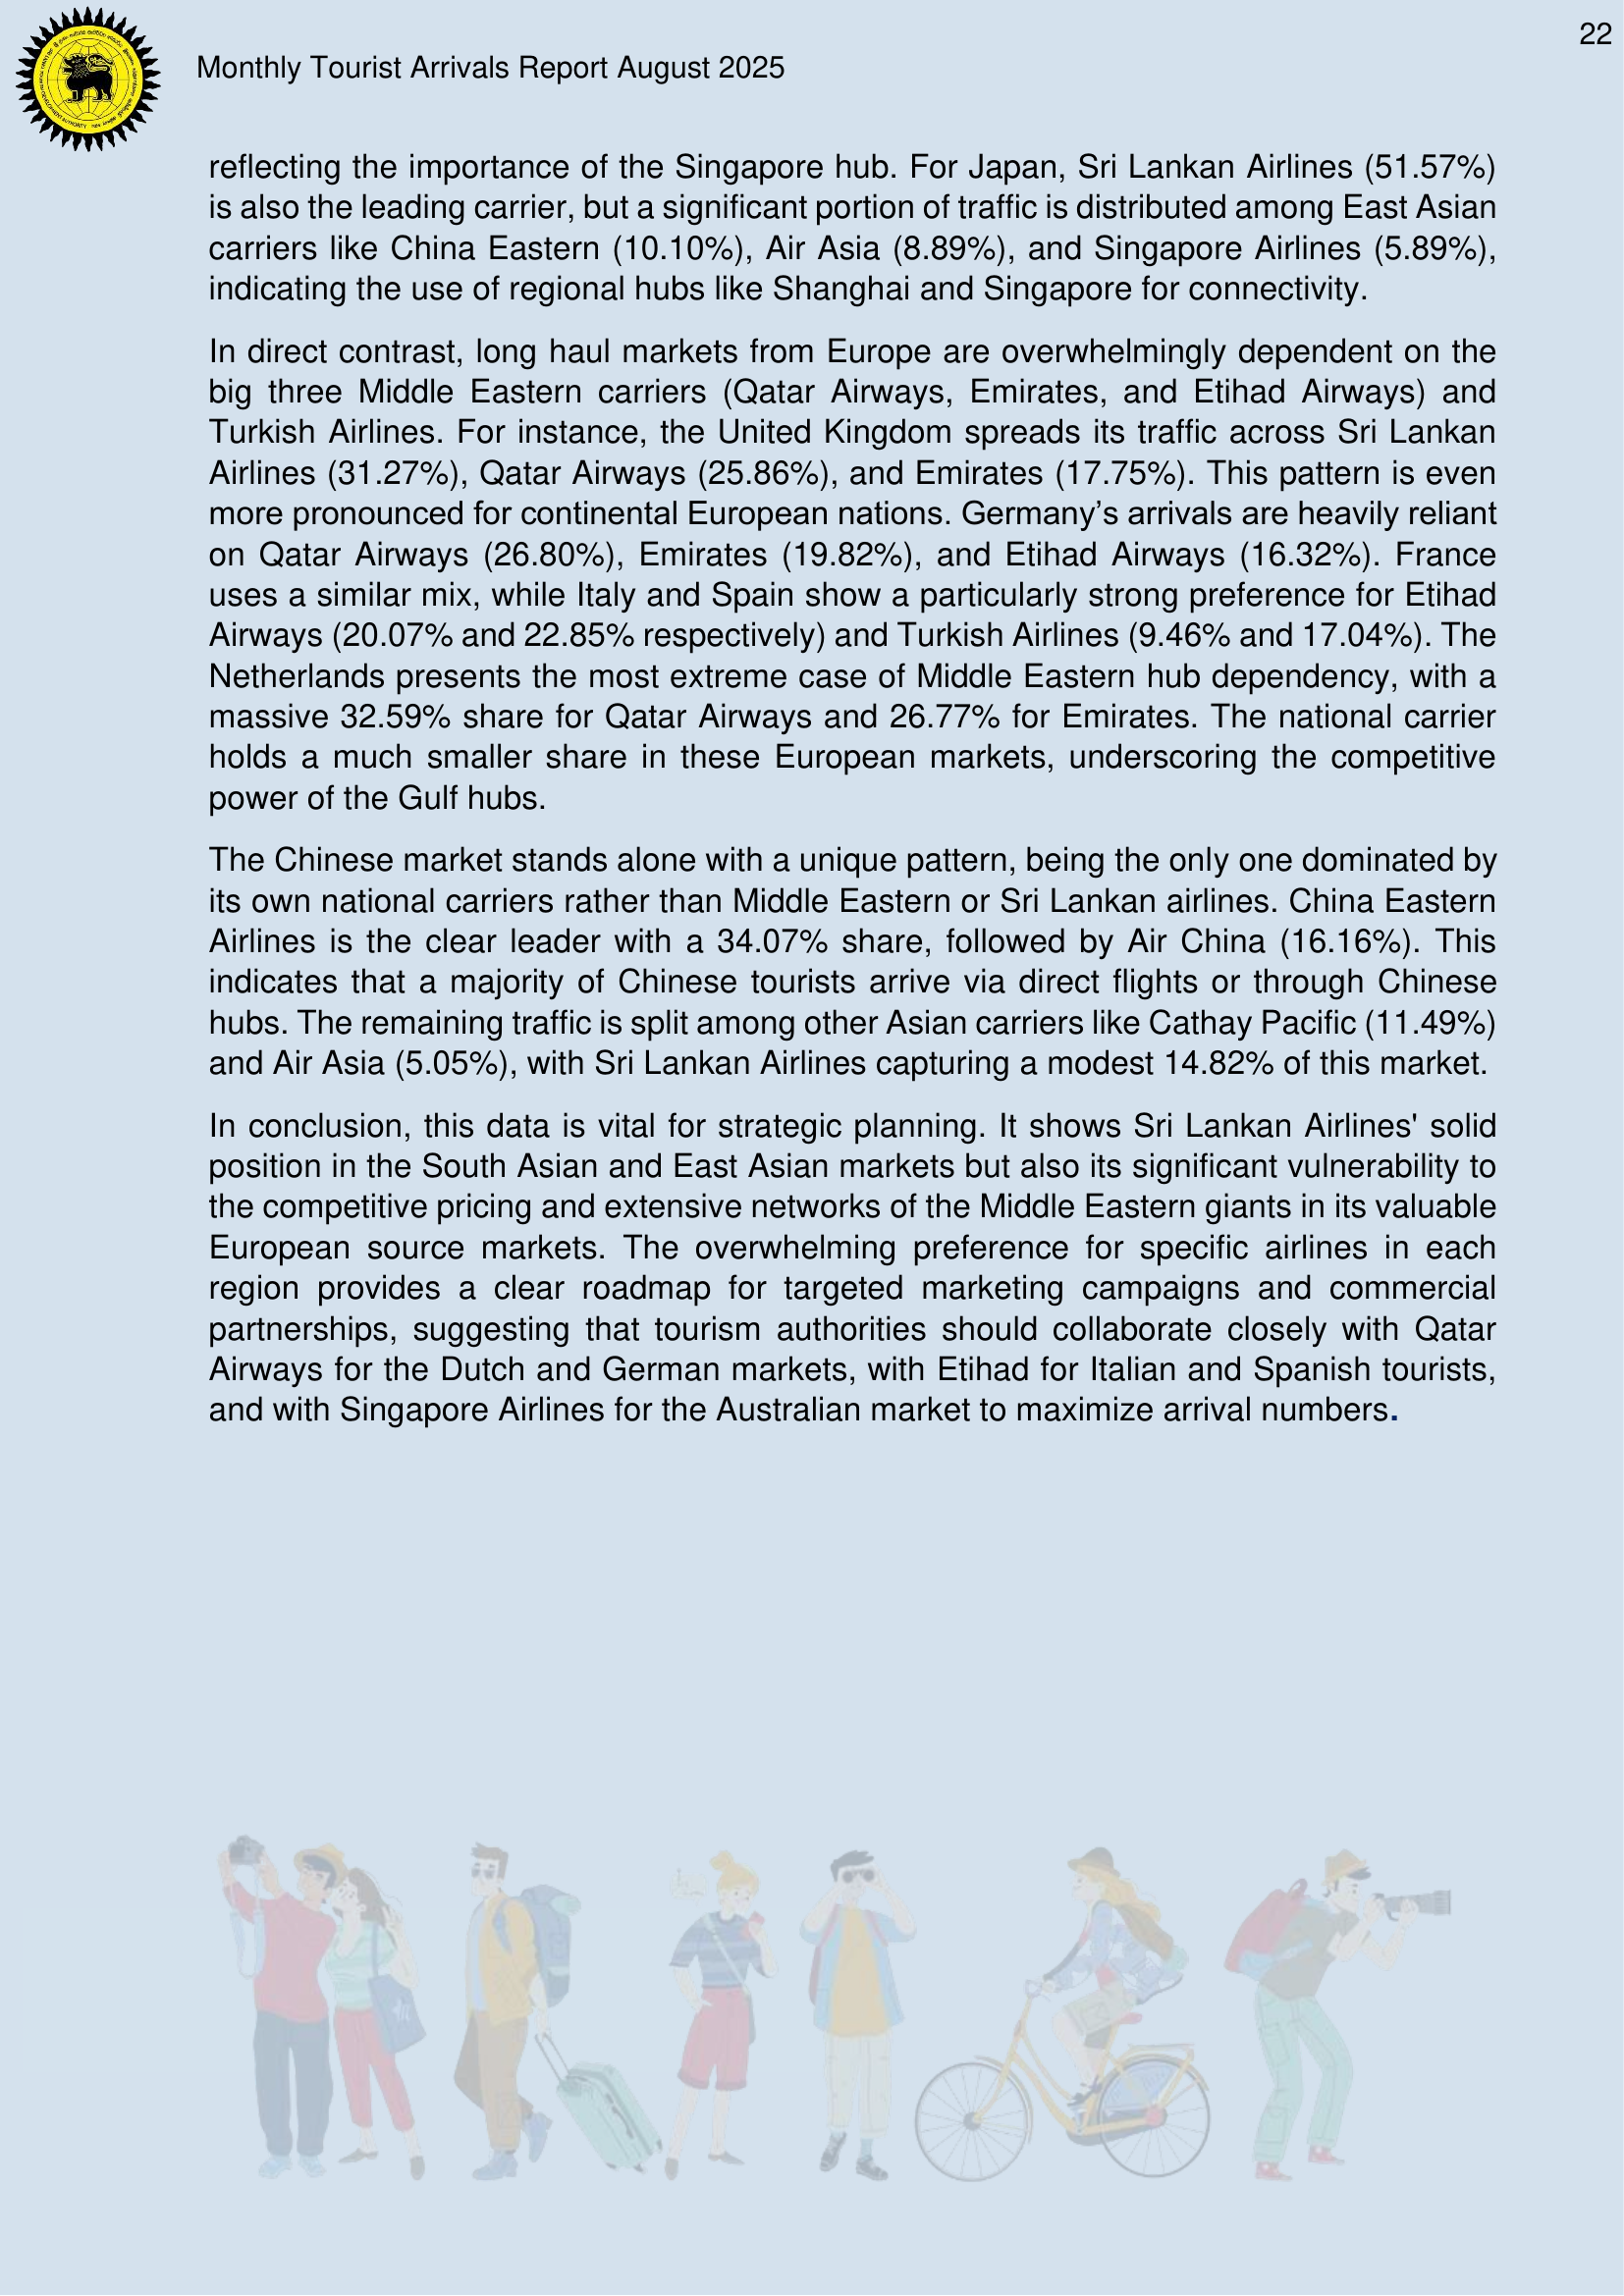 22
Monthly Tourist Arrivals Report August 2025
reflecting the importance of the Singapore hub. For Japan, Sri Lankan Airlines (51.57%)
is also the leading carrier, but a significant portion of traffic is distributed among East Asian
carriers like China Eastern (10.10%), Air Asia (8.89%), and Singapore Airlines (5.89%),
indicating the use of regional hubs like Shanghai and Singapore for connectivity.
In direct contrast, long haul markets from Europe are overwhelmingly dependent on the
big three Middle Eastern carriers (Qatar Airways, Emirates, and Etihad Airways) and
Turkish Airlines. For instance, the United Kingdom spreads its traffic across Sri Lankan
Airlines (31.27%), Qatar Airways (25.86%), and Emirates (17.75%). This pattern is even
more pronounced for continental European nations. Germany’s arrivals are heavily reliant
on Qatar Airways (26.80%), Emirates (19.82%), and Etihad Airways (16.32%). France
uses a similar mix, while Italy and Spain show a particularly strong preference for Etihad
Airways (20.07% and 22.85% respectively) and Turkish Airlines (9.46% and 17.04%). The
Netherlands presents the most extreme case of Middle Eastern hub dependency, with a
massive 32.59% share for Qatar Airways and 26.77% for Emirates. The national carrier
holds a much smaller share in these European markets, underscoring the competitive
power of the Gulf hubs.
The Chinese market stands alone with a unique pattern, being the only one dominated by
its own national carriers rather than Middle Eastern or Sri Lankan airlines. China Eastern
Airlines is the clear leader with a 34.07% share, followed by Air China (16.16%). This
indicates that a majority of Chinese tourists arrive via direct flights or through Chinese
hubs. The remaining traffic is split among other Asian carriers like Cathay Pacific (11.49%)
and Air Asia (5.05%), with Sri Lankan Airlines capturing a modest 14.82% of this market.
In conclusion, this data is vital for strategic planning. It shows Sri Lankan Airlines' solid
position in the South Asian and East Asian markets but also its significant vulnerability to
the competitive pricing and extensive networks of the Middle Eastern giants in its valuable
European source markets. The overwhelming preference for specific airlines in each
region provides a clear roadmap for targeted marketing campaigns and commercial
partnerships, suggesting that tourism authorities should collaborate closely with Qatar
Airways for the Dutch and German markets, with Etihad for Italian and Spanish tourists,
and with Singapore Airlines for the Australian market to maximize arrival numbers.